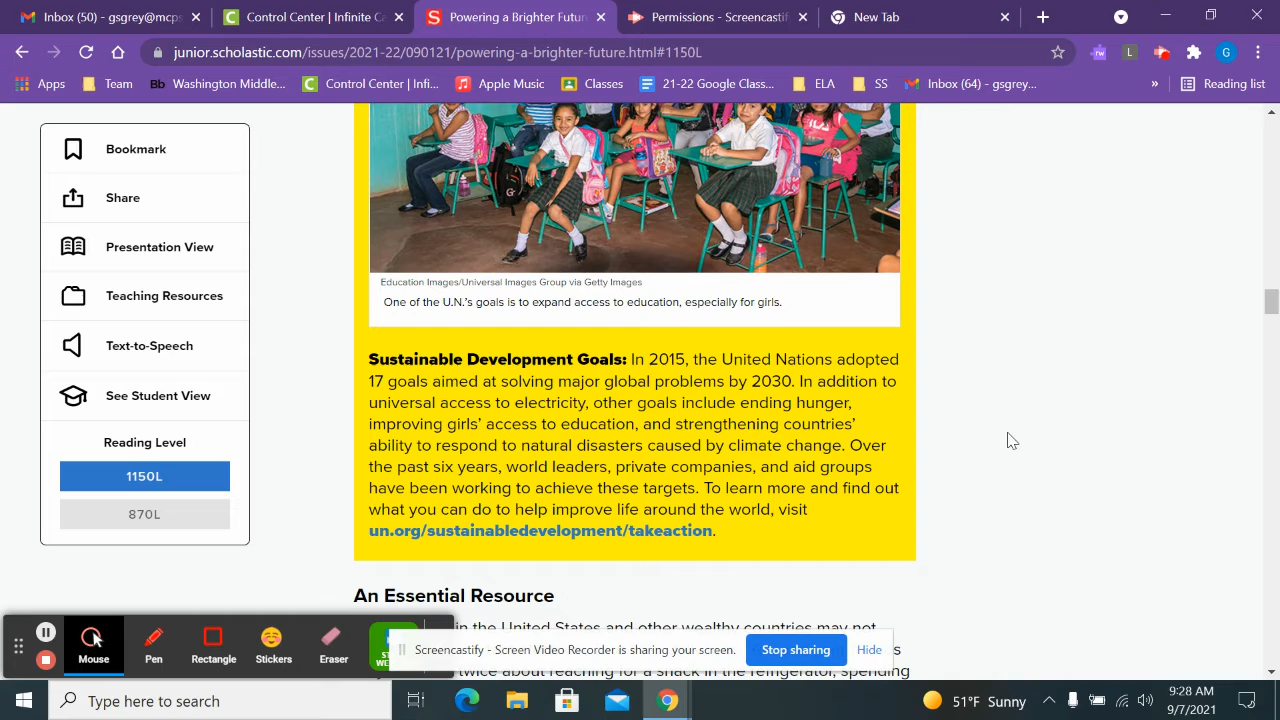 Inbox (50) - gsgrey@mcps
Control Center | Infinite Ca
Powering a Brighter Futur
Permissions - Screencastif
New Tab
junior.scholastic.com/issues/2021-22/090121/powering-a-brighter-future.html#1150L
L
G
Apps
Team
Bb
Washington Middle...
Control Center | Infi...
Apple Music
Classes
21-22 Google Class...
ELA
SS
Inbox (64) - gsgrey...
»
Reading list
Bookmark
Share
Presentation View
Teaching Resources
Text-to-Speech
See Student View
Reading Level
1150L
870L
FILA
Education Images/Universal Images Group via Getty Images
One of the U.N.'s goals is to expand access to education, especially for girls.
Sustainable Development Goals: In 2015, the United Nations adopted
17 goals aimed at solving major global problems by 2030. In addition to
universal access to electricity, other goals include ending hunger,
improving girls' access to education, and strengthening countries'
ability to respond to natural disasters caused by climate change. Over
the past six years, world leaders, private companies, and aid groups
have been working to achieve these targets. To learn more and find out
what you can do to help improve life around the world, visit
un.org/sustainabledevelopment/takeaction.
An Essential Resource
in the United States and other wealthy countries may not
twice about reaching for a snack in the refrigerator, spending
Mouse
Pen
Rectangle
Stickers
Eraser
Screencastify - Screen Video Recorder is sharing your screen.
Stop sharing
Hide
Type here to search
51°F Sunny
9:28 AM
9/7/2021